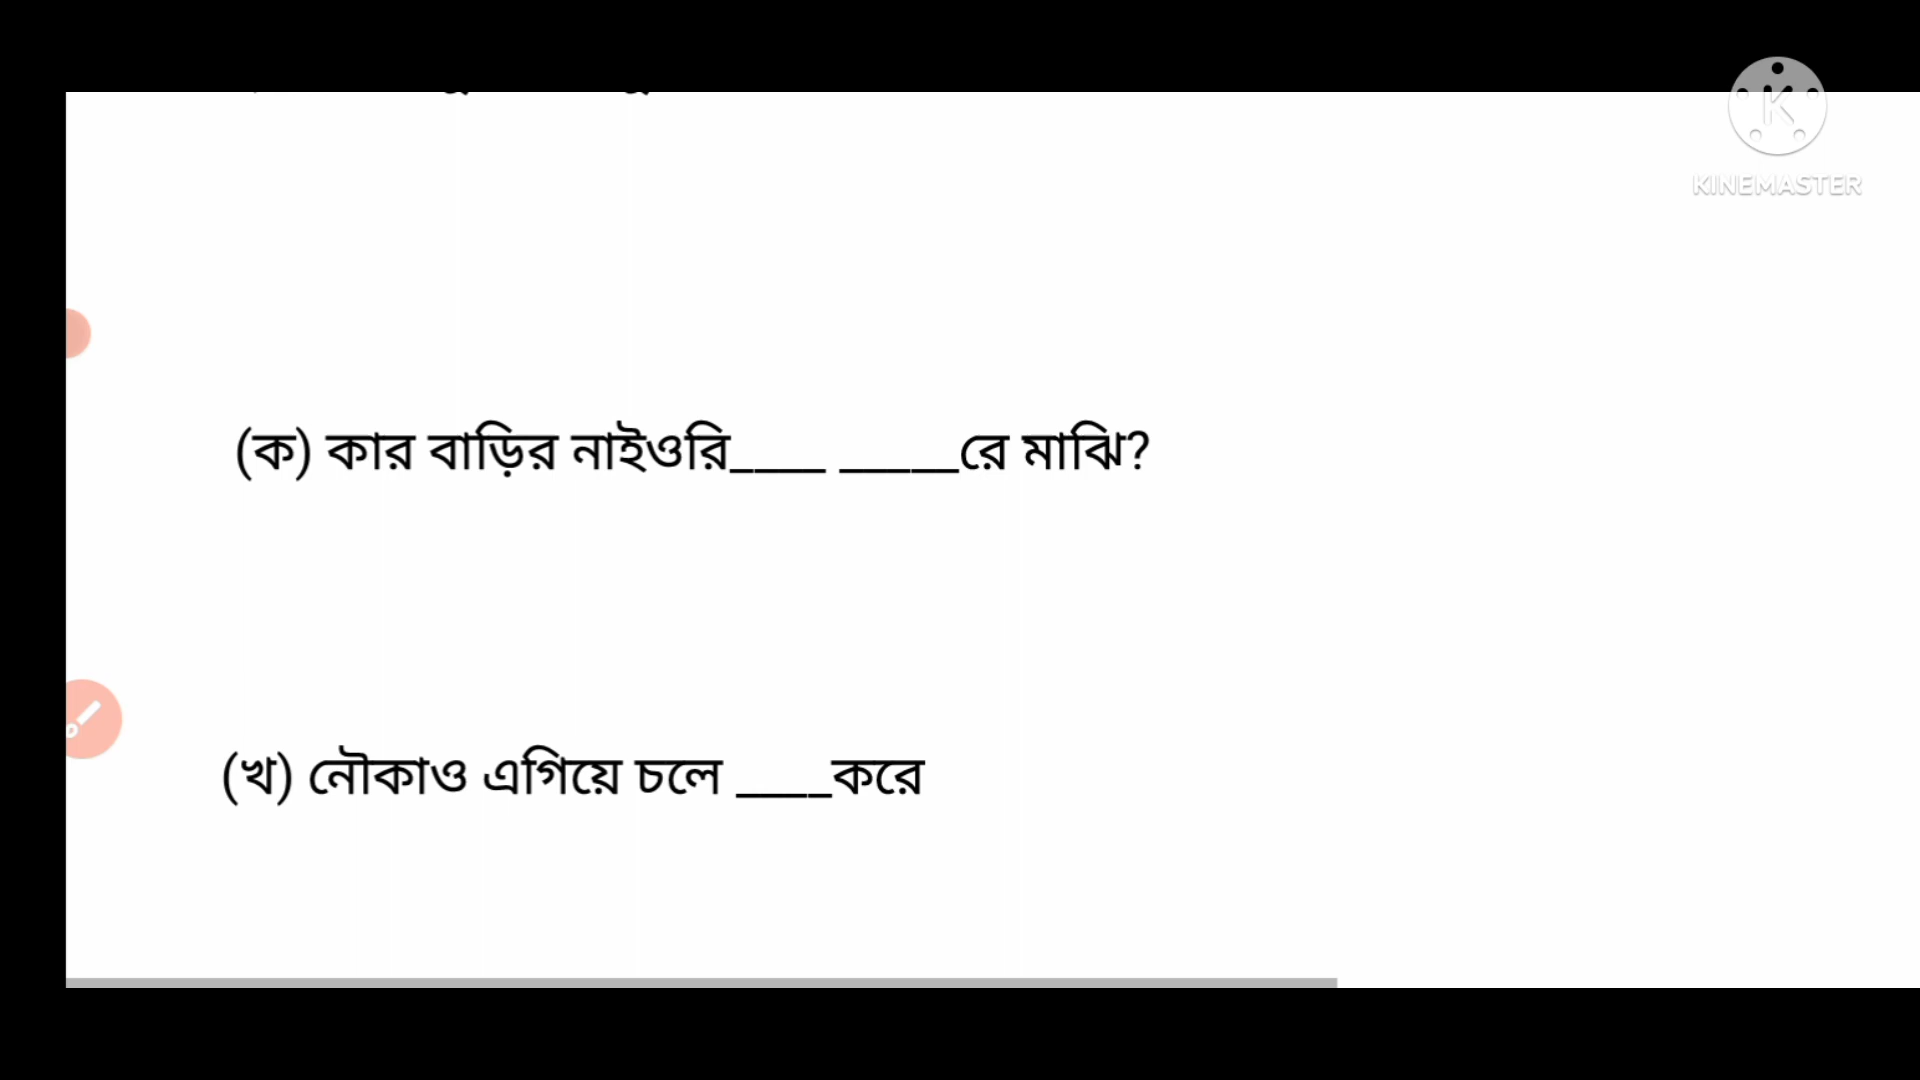 KINEMASTER
(ক) কার বাড়ির নাইওরি____ _____রে মাঝি?
(খ) নৌকাও এগিয়ে চলে ____করে